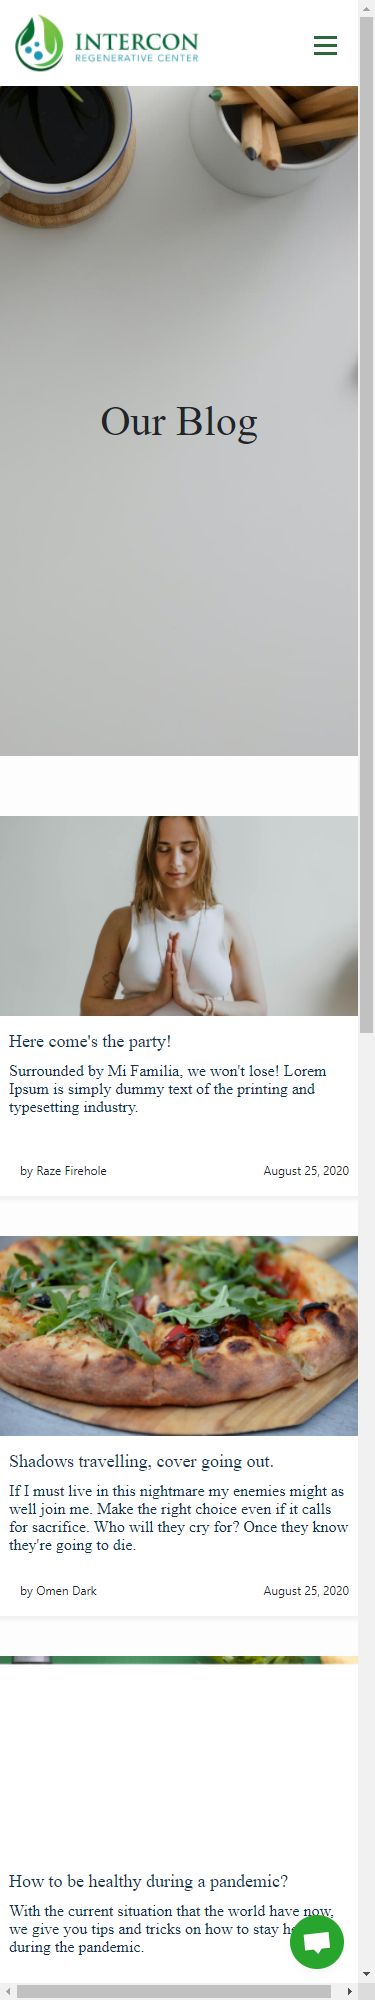 INTERCON
REGENERATIVE CENTER
Our Blog
Here come's the party!
Surrounded by Mi Familia, we won't lose! Lorem
Ipsum is simply dummy text of the printing and
typesetting industry.
by Raze Firehole
August 25, 2020
Shadows travelling, cover going out.
If I must live in this nightmare my enemies might as
well join me. Make the right choice even if it calls
for sacrifice. Who will they cry for? Once they know
they're going to die.
by Omen Dark
August 25, 2020
How to be healthy during a pandemic?
With the current situation that the world have now,
we give you tips and tricks on how to stay
during the pandemic.